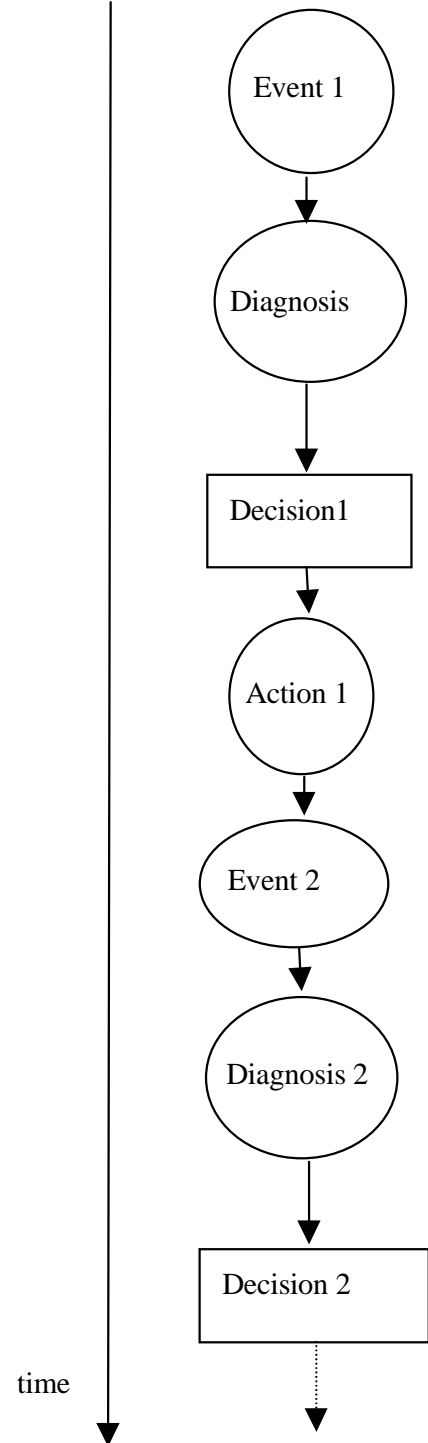 Event 1
Diagnosis
Decision1
Action 1
Event 2
Diagnosis 2
Decision 2
time